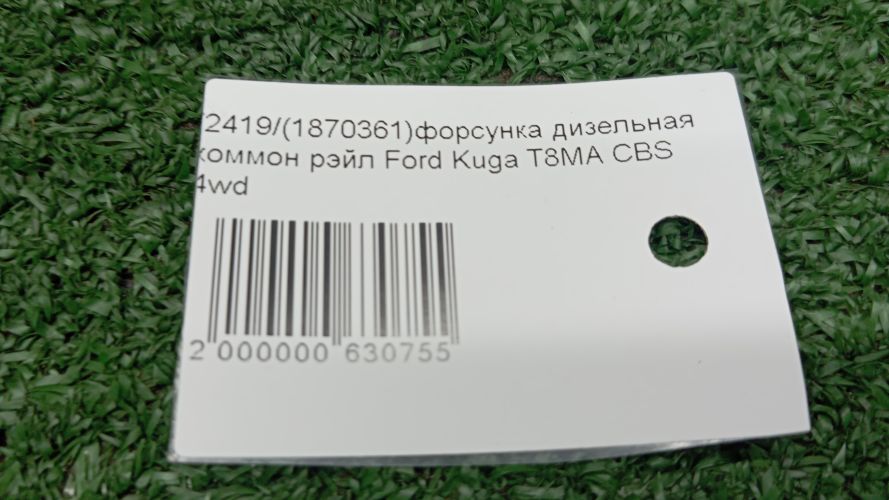 2419/(1870361)форсунка дизельная
коммон рэйл Ford Kuga T8MA CBS
4wd
2 000000 630755